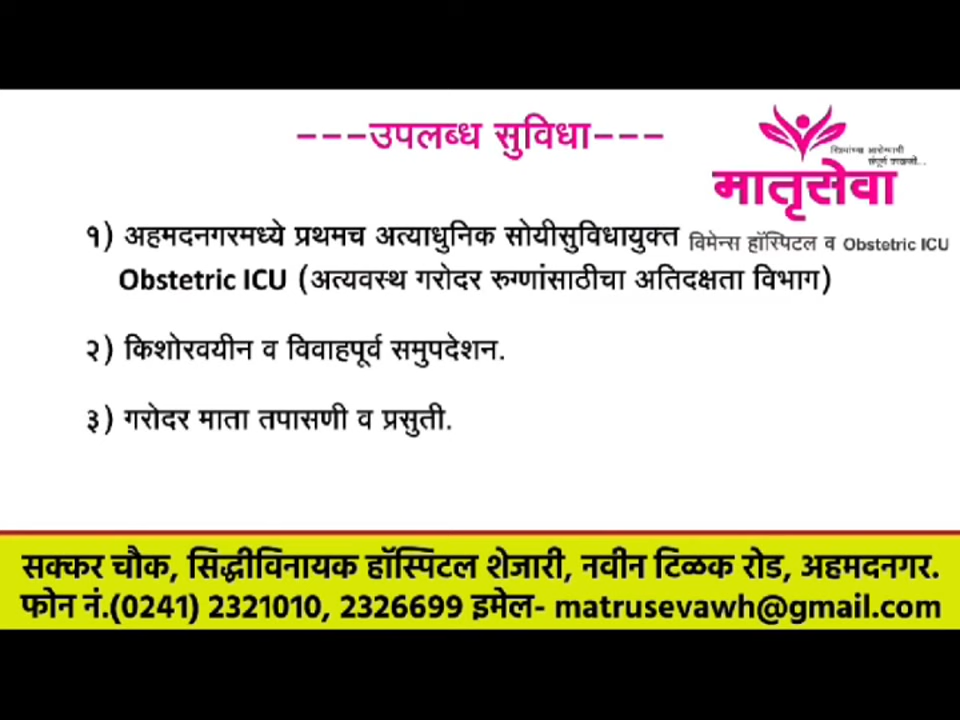 ---उपलब्ध सुविधा---
स्त्रियांच्या आरोग्याची
संपूर्ण काळजी...
मातृसेवा
विमेन्स हॉस्पिटल व Obstetric ICU
१) अहमदनगरमध्ये प्रथमच अत्याधुनिक सोयीसुविधायुक्त
Obstetric ICU (अत्यवस्थ गरोदर रुग्णांसाठीचा अतिदक्षता विभाग)
२) किशोरवयीन व विवाहपूर्व समुपदेशन.
३) गरोदर माता तपासणी व प्रसुती.
सक्कर चौक, सिद्धीविनायक हॉस्पिटल शेजारी, नवीन टिळक रोड, अहमदनगर.
फोन नं.(0241) 2321010, 2326699 इमेल- matrusevawh@gmail.com